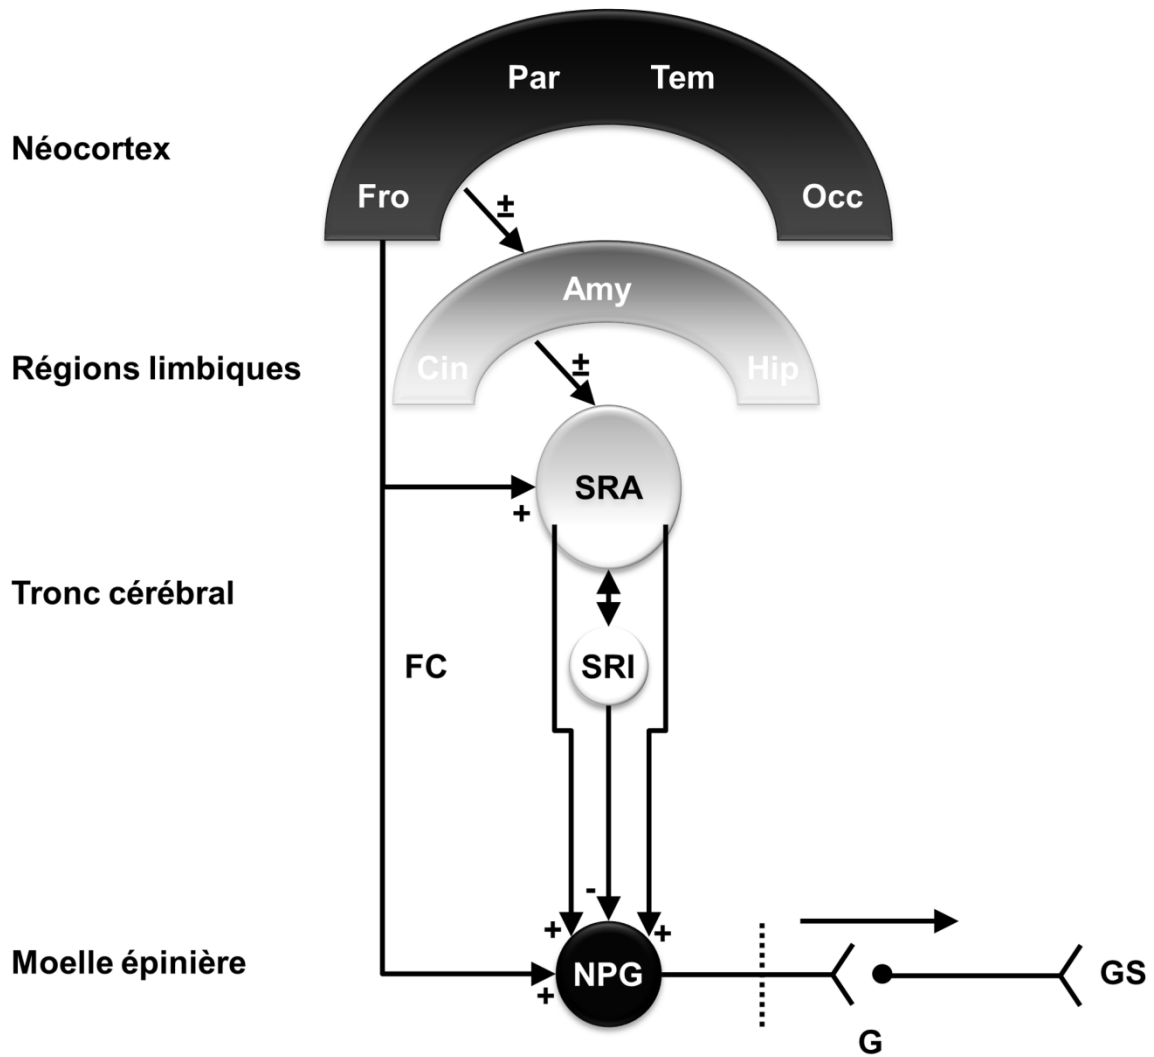 Par Tem
Néocortex
Fro Occ
±
Amy
±
Régions limbiques
Cin Hip
SRA
+
Tronc cérébral
FC
SRI
-
+ +
Moelle épinière
NPG
GS
+
G